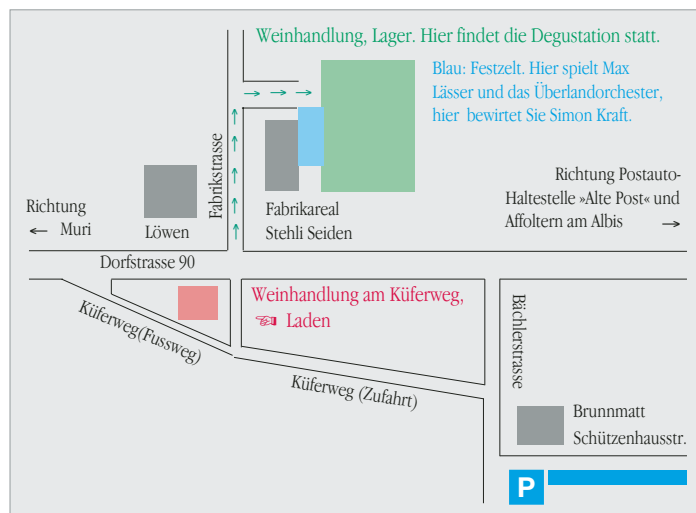 Weinhandlung, Lager. Hier findet die Degustation statt.
Blau: Festzelt. Hier spielt Max
Lässer und das Überlandorchester,
hier bewirtet Sie Simon Kraft.
Fabrikstrasse
Richtung Postauto-
Haltestelle »Alte Post« und
Affoltern am Albis
Richtung
Muri
Löwen
Fabrikareal
Stehli Seiden
Dorfstrasse 90
Weinhandlung am Küferweg,
Laden
Küferweg(Fussweg)
Küferweg (Zufahrt)
Bächlerstrasse
Brunnmatt
Schützenhausstr.
P